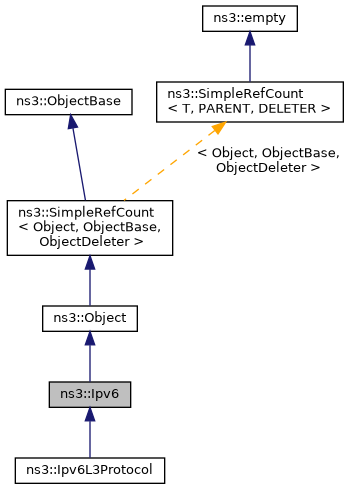 ns3::empty
ns3::ObjectBase
ns3::SimpleRefCount
< T, PARENT, DELETER >
< Object, ObjectBase,
ObjectDeleter >
ns3::SimpleRefCount
< Object, ObjectBase,
ObjectDeleter >
ns3::Object
ns3::Ipv6
ns3::Ipv6L3Protocol